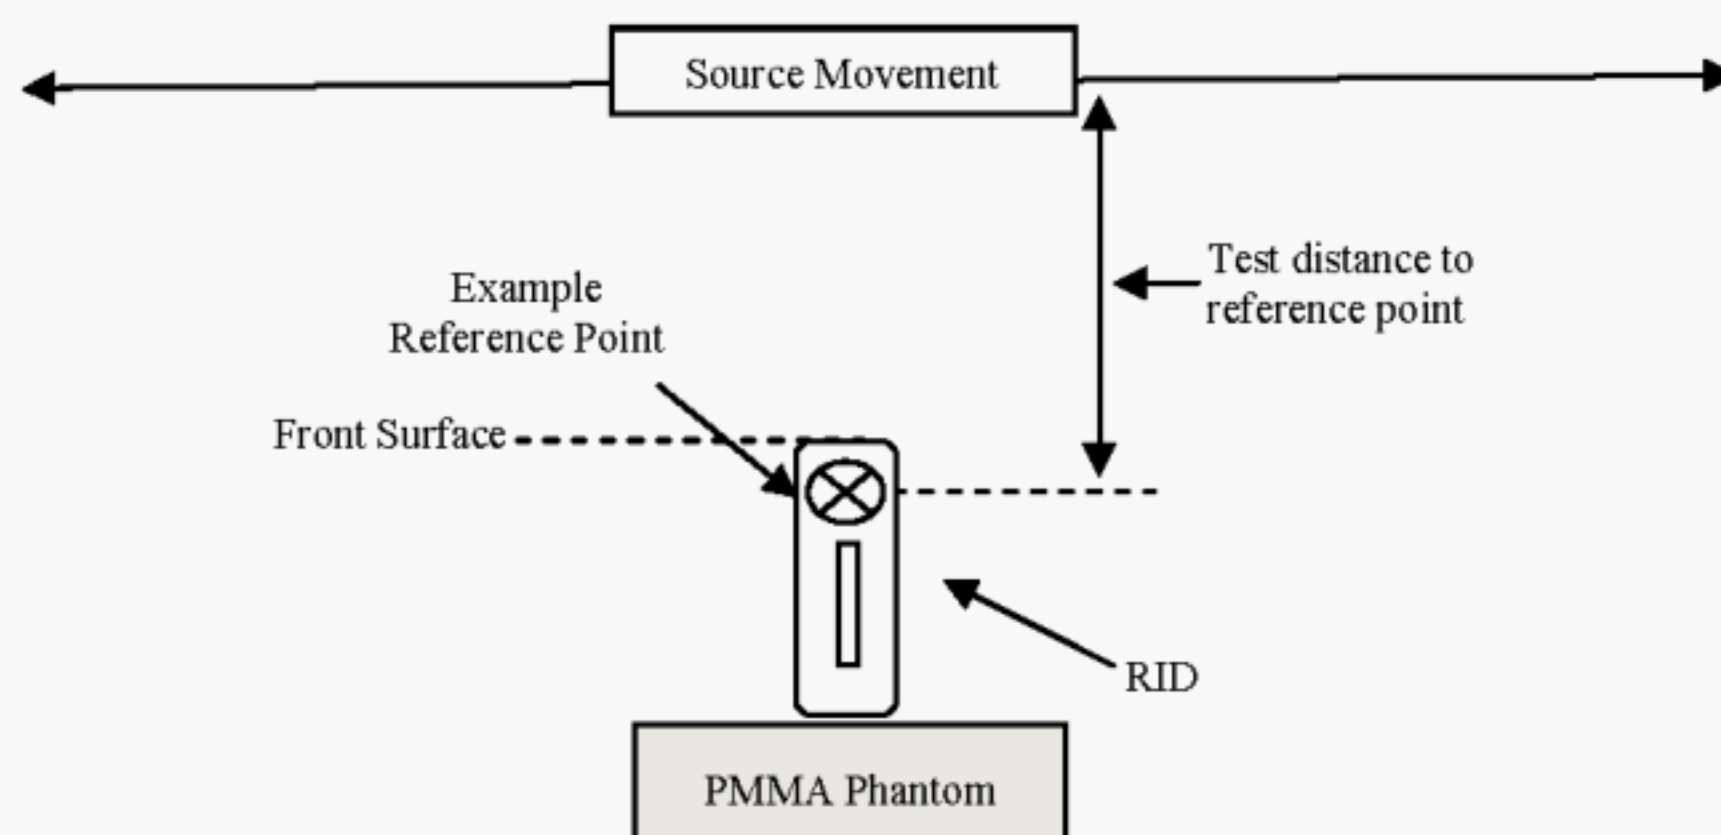 Source Movement
Test distance to
reference point
Example
Reference Point
Front Surface
RID
PMMA Phantom